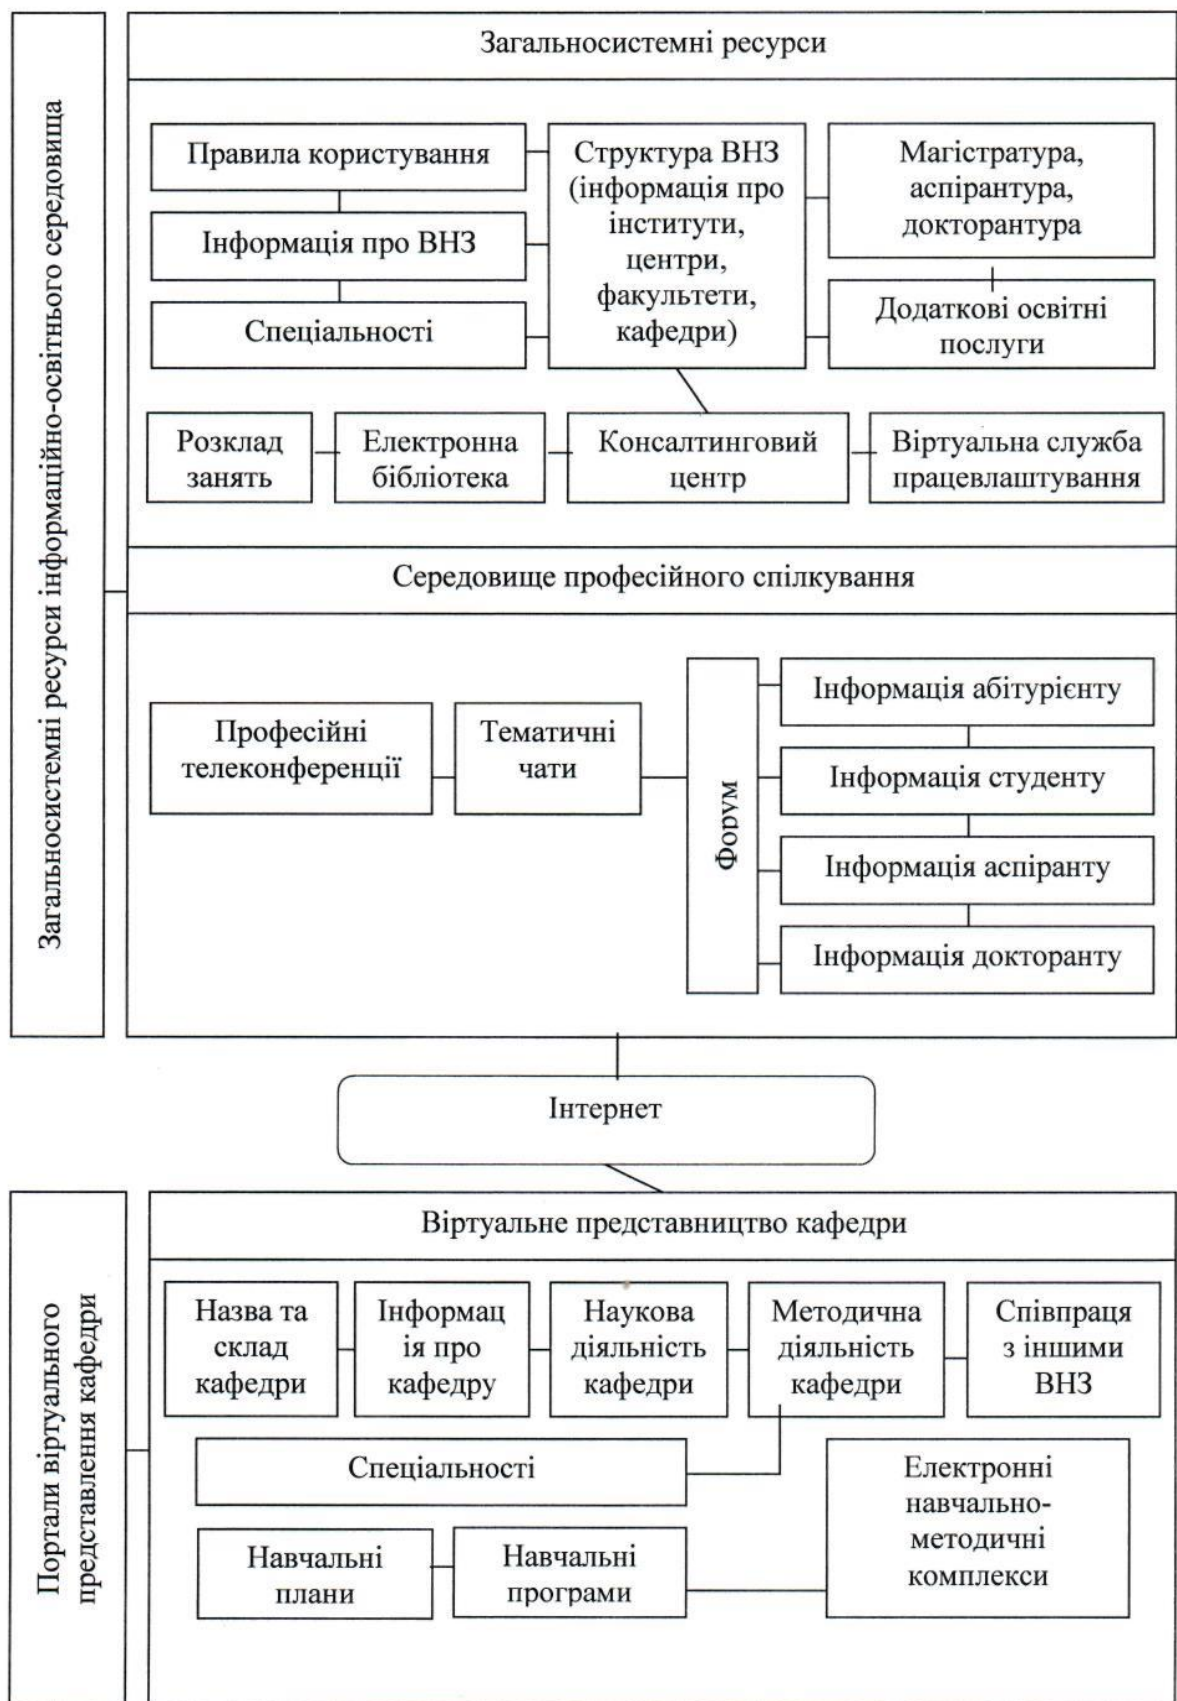 Загальносистемні ресурси інформаційно-освітнього середовища
Загальносистемні ресурси
Правила користування
Інформація про ВНЗ
Спеціальності
Структура ВНЗ
(інформація про
інститути,
центри,
факультети,
кафедри)
Магістратура,
аспірантура,
докторантура
Додаткові освітні
послуги
Розклад
занять
Електронна
бібліотека
Консалтинговий
центр
Віртуальна служба
працевлаштування
Середовище професійного спілкування
Професійні
телеконференції
Тематичні
чати
Форум
Інформація абітурієнту
Інформація студенту
Інформація аспіранту
Інформація докторанту
Інтернет
Портали віртуального
представлення кафедри
Віртуальне представництво кафедри
Назва та
склад
кафедри
Інформац
ія про
кафедру
Наукова
діяльність
кафедри
Методична
діяльність
кафедри
Співпраця
з іншими
ВНЗ
Спеціальності
Електронні
навчально-
методичні
комплекси
Навчальні
плани
Навчальні
програми